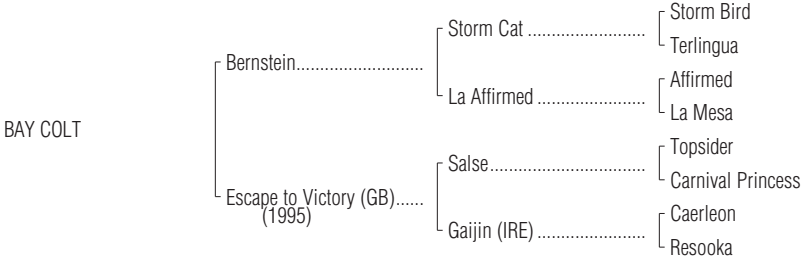 Storm Bird
Storm Cat ........................
Terlingua
Bernstein..........................
Affirmed
La Affirmed ......................
La Mesa
BAY COLT
Topsider
Salse................................
Carnival Princess
Escape to Victory (GB)......
(1995)
Caerleon
Gaijin (IRE) ......................
Resooka